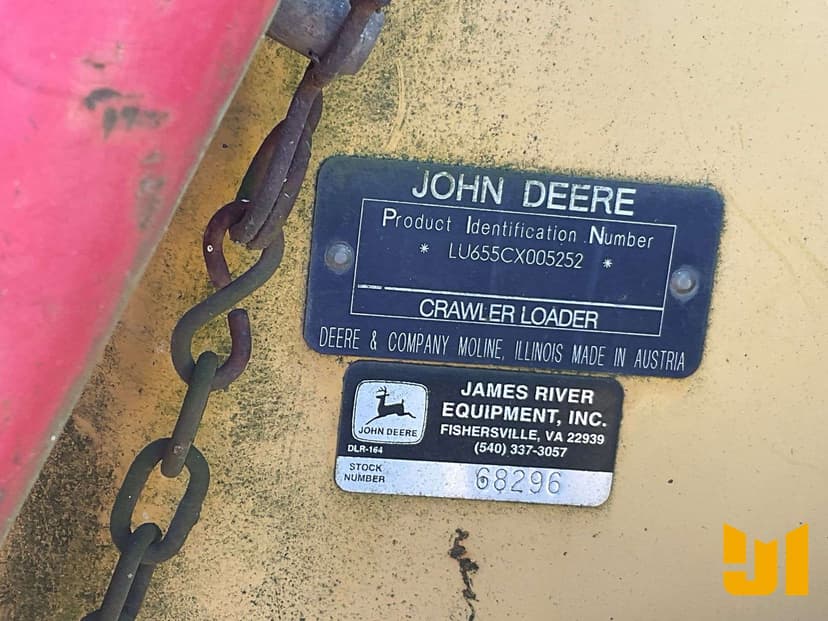 JOHN DEERE
Product Identification Number
* LU655CX005252 *
CRAWLER LOADER
DEERE & COMPANY MOLINE, ILLINOIS MADE IN AUSTRIA
JAMES RIVER
EQUIPMENT, INC.
FISHERSVILLE, VA 22939
(540) 337-3057
JOHN DEERE
DLR-164
STOCK
NUMBER
68296